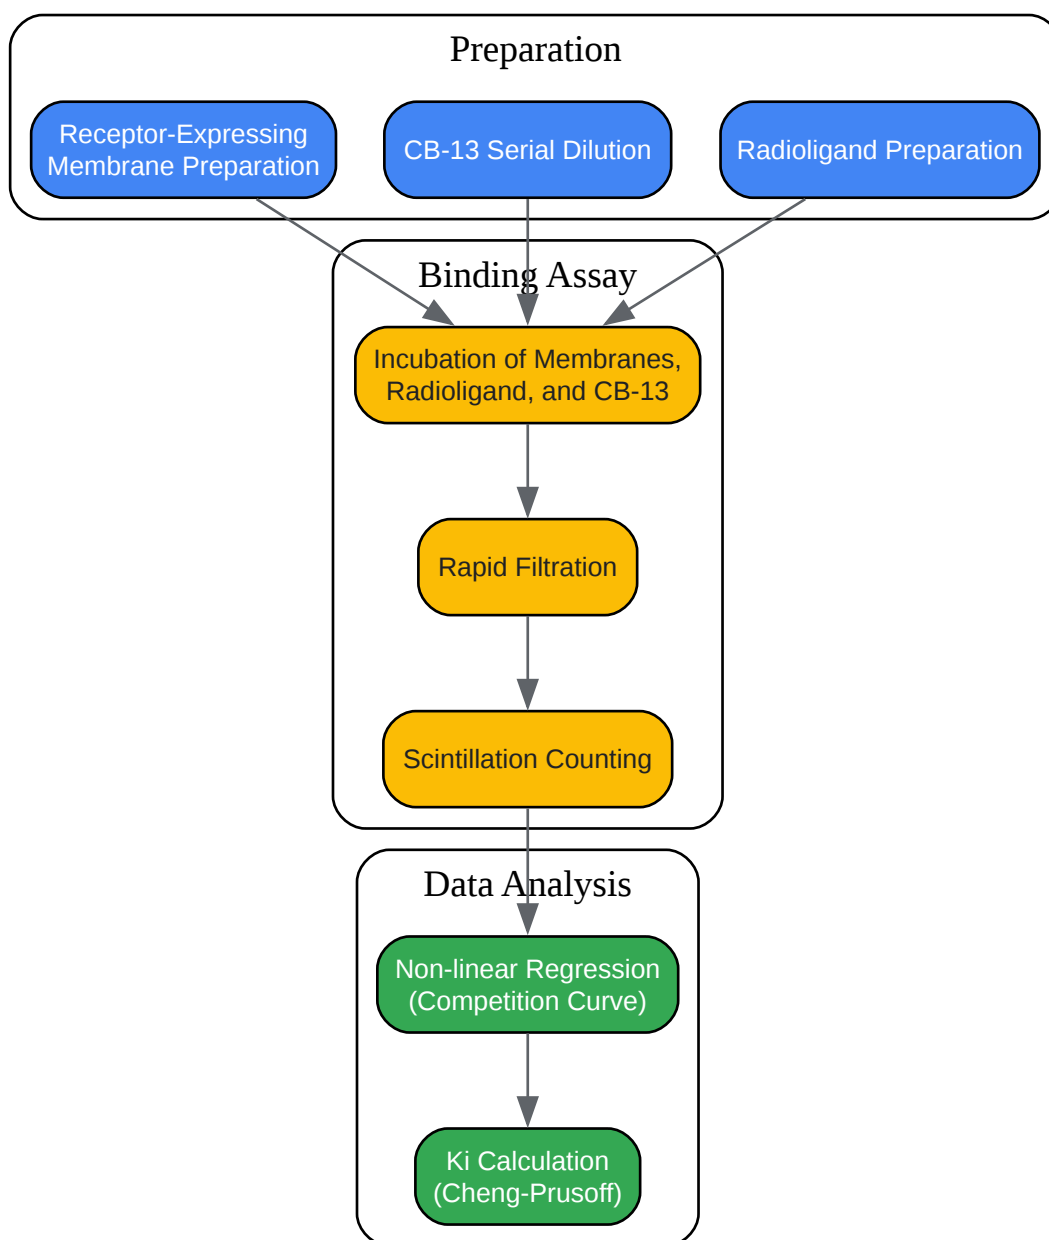 Preparation
Receptor-Expressing
Membrane Preparation
CB-13 Serial Dilution
Radioligand Preparation
Binding Assay
Incubation of Membranes,
Radioligand, and CB-13
Rapid Filtration
Scintillation Counting
Data Analysis
Non-linear Regression
(Competition Curve)
Ki Calculation
(Cheng-Prusoff)